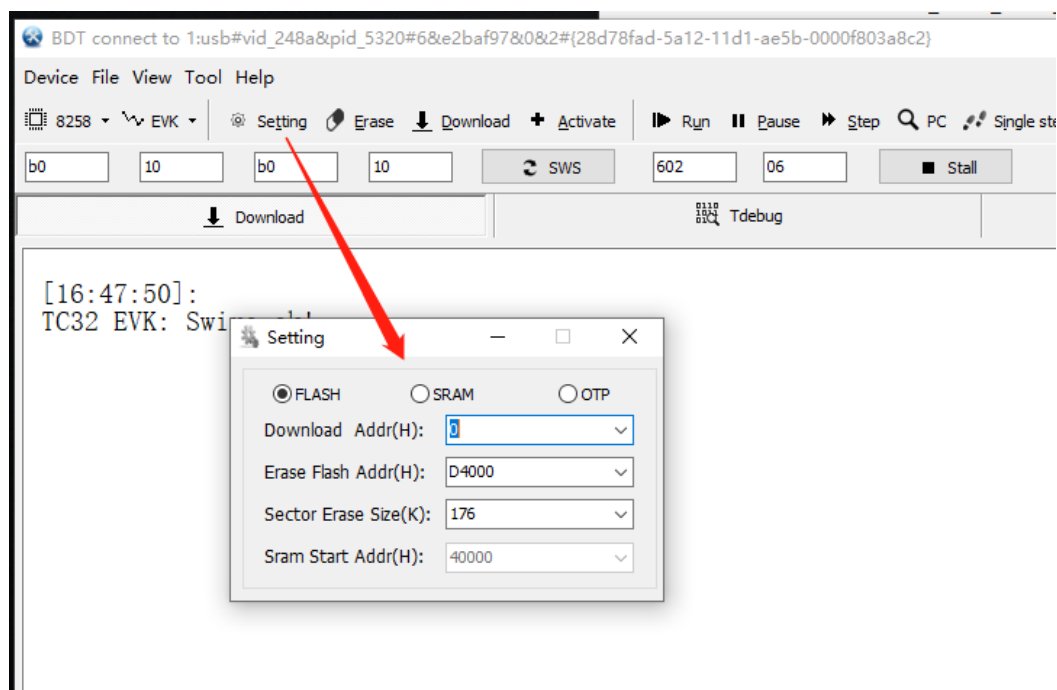 BDT connect to 1:usb#vid_248a&pid_5320#6&e2baf97&0&2#{28d78fad-5a12-11d1-ae5b-0000f803a8c2}
Device File View Tool Help
8258 EVK Setting Erase Download Activate Run Pause Step PC Single ste
b0 10 b0 10 SWS 602 06 Stall
Download Tdebug
[16:47:50]:
TC32 EVK:
Setting
FLASH SRAM OTP
Download Addr(H): 0
Erase Flash Addr(H): D4000
Sector Erase Size(K): 176
Sram Start Addr(H): 40000